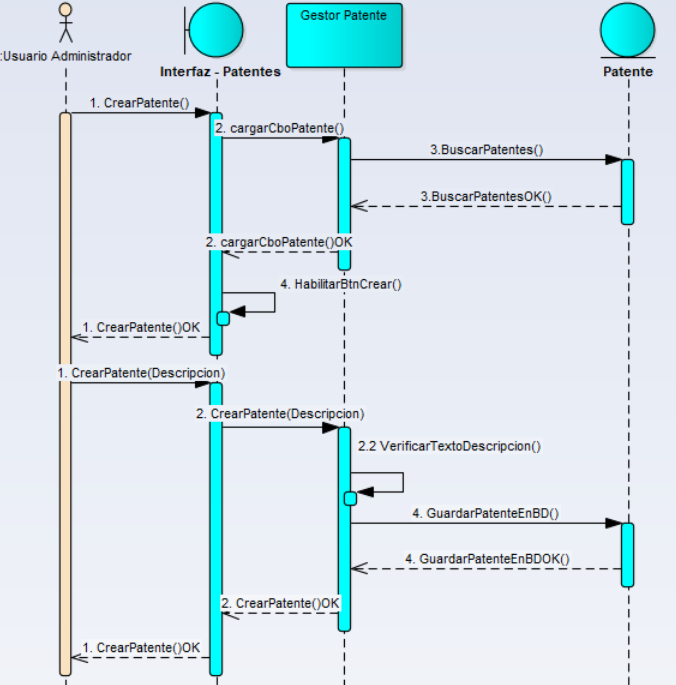 Gestor Patente
:Usuario Administrador
Interfaz - Patentes
Patente
1. CrearPatente()
2. cargarCboPatente()
3.BuscarPatentes()
3.BuscarPatentesOK()
2. cargarCboPatente()OK
4. HabilitarBtnCrear()
1. CrearPatente()OK
1. CrearPatente(Descripcion)
2. CrearPatente(Descripcion)
2.2 VerificarTextoDescripcion()
4. GuardarPatenteEnBD()
4. GuardarPatenteEnBDOK()
2. CrearPatente()OK
1. CrearPatente()OK